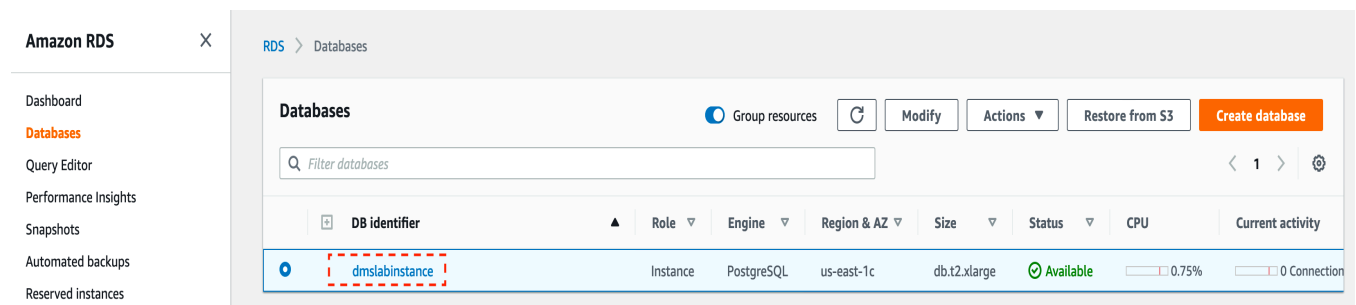 Amazon RDS X
RDS > Databases
Dashboard
Databases
Query Editor
Performance Insights
Snapshots
Automated backups
Reserved instances
Databases Group resources Modify Actions Restore from S3 Create database
Filter databases 1
DB identifier Role Engine Region & AZ Size Status CPU Current activity
dmslabinstance Instance PostgreSQL us-east-1c db.t2.xlarge Available 0.75% 0 Connection